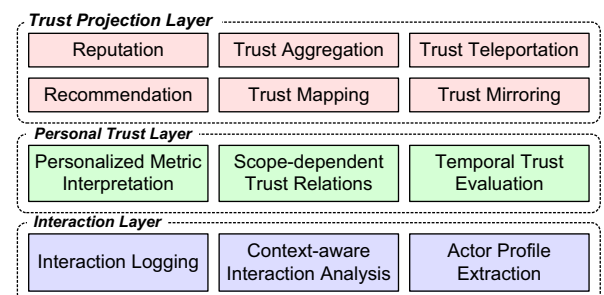 Trust Projection Layer
Reputation
Trust Aggregation
Trust Teleportation
Recommendation
Trust Mapping
Trust Mirroring
Personal Trust Layer
Personalized Metric
Interpretation
Scope-dependent
Trust Relations
Temporal Trust
Evaluation
Interaction Layer
Interaction Logging
Context-aware
Interaction Analysis
Actor Profile
Extraction